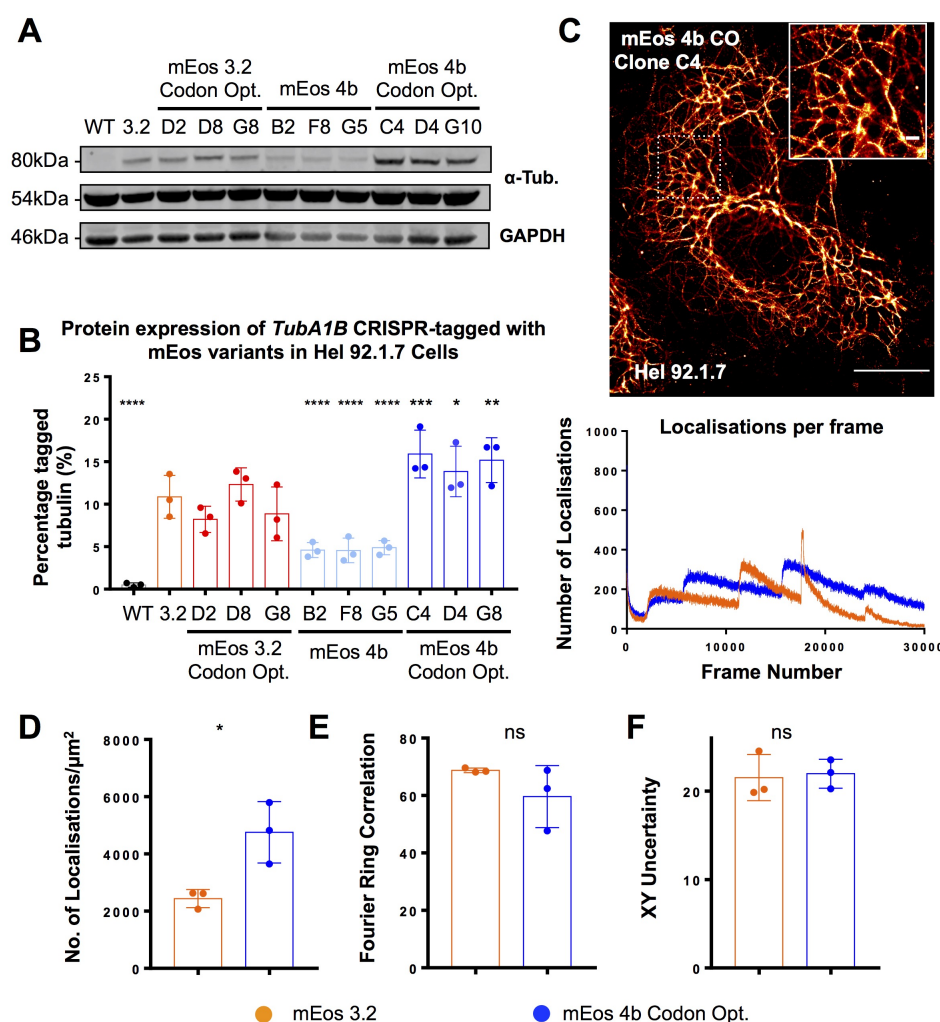 A
mEos 3.2
Codon Opt.
mEos 4b
mEos 4b
Codon Opt.
WT 3.2 D2 D8 G8 B2 F8 G5 C4 D4 G10
80kDa
α-Tub.
54kDa
46kDa
GAPDH
B
Protein expression of TubA1B CRISPR-tagged with
mEos variants in Hel 92.1.7 Cells
Percentage tagged
tubulin (%)
25
20
15
10
5
0
**** **** **** **** *** * **
WT 3.2 D2 D8 G8 B2 F8 G5 C4 D4 G8
mEos 3.2
Codon Opt.
mEos 4b
mEos 4b
Codon Opt.
C
mEos 4b CO
Clone C4
Hel 92.1.7
Localisations per frame
Number of Localisations
1000
800
600
400
200
0
0 10000 20000 30000
Frame Number
D
*
No. of Localisations/µm²
8000
6000
4000
2000
0
E
ns
Fourier Ring Correlation
80
60
40
20
0
F
ns
XY Uncertainty
20
10
0
mEos 3.2
mEos 4b Codon Opt.